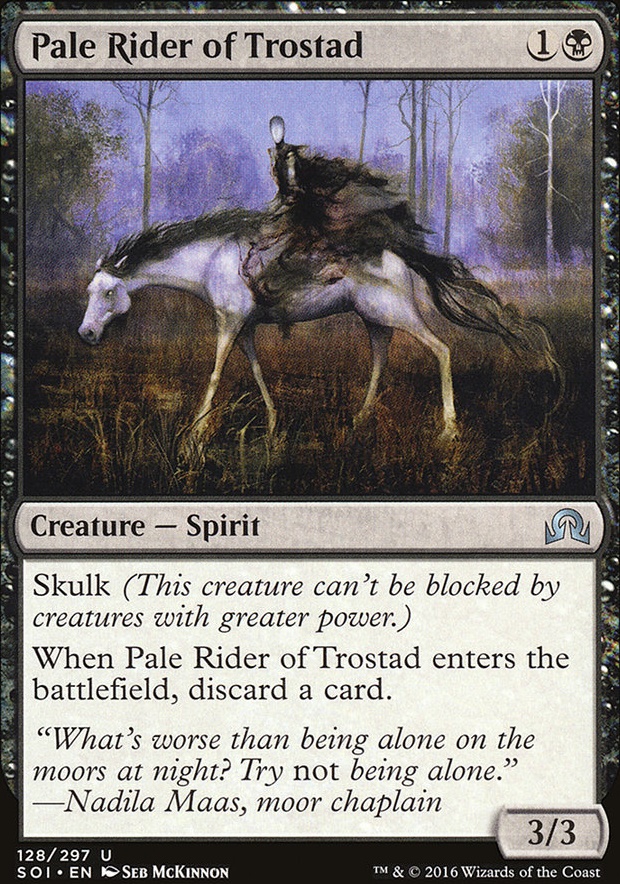 Pale Rider of Trostad
1
Creature — Spirit
Skulk (This creature can't be blocked by
creatures with greater power.)
When Pale Rider of Trostad enters the
battlefield, discard a card.
“What's worse than being alone on the
moors at night? Try not being alone.”
—Nadila Maas, moor chaplain
3/3
128/297 U
SOI • EN Seb McKinnon
™ & © 2016 Wizards of the Coast